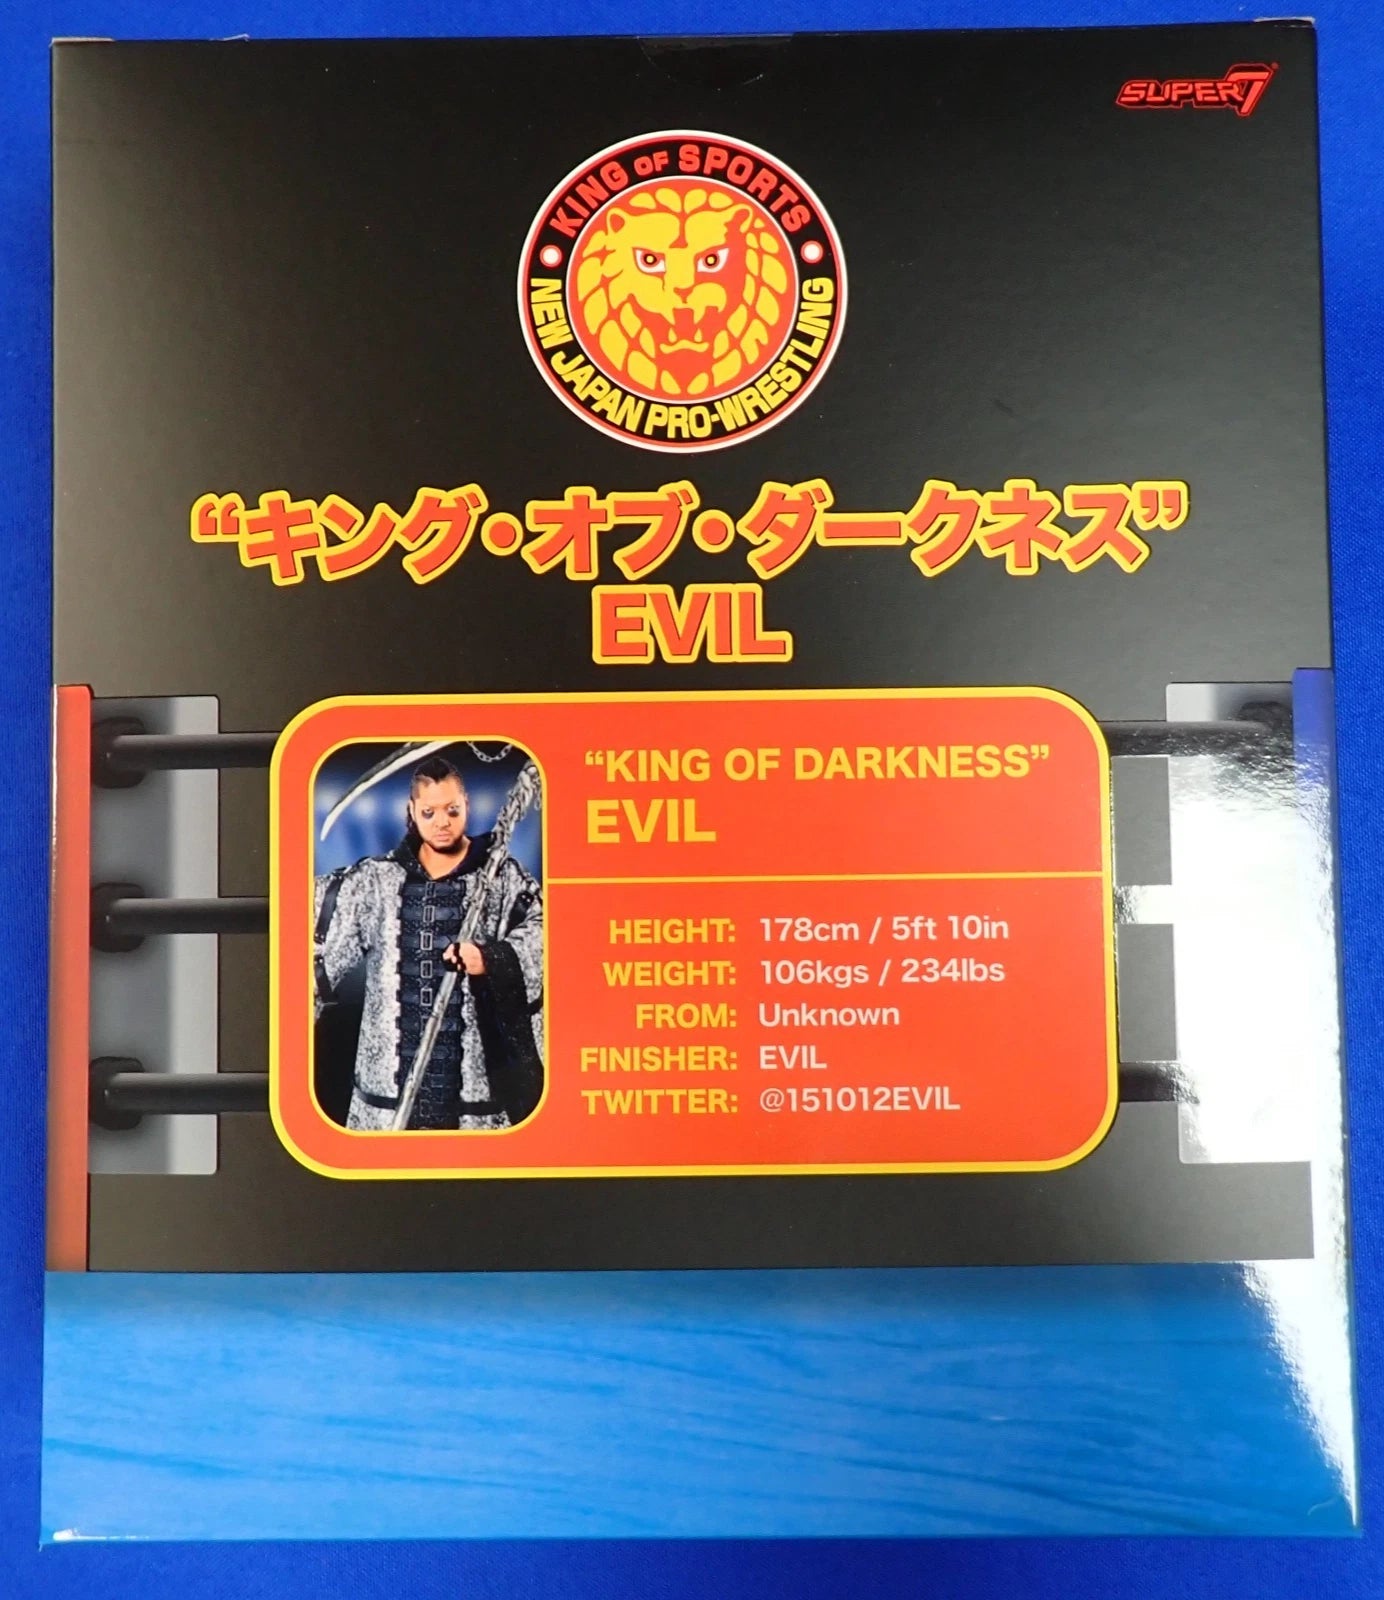 SUPER7
KING OF SPORTS
NEW JAPAN PRO-WRESTLING
“キング・オブ・ダークネス”
EVIL
“KING OF DARKNESS”
EVIL
HEIGHT: 178cm / 5ft 10in
WEIGHT: 106kgs / 234lbs
FROM: Unknown
FINISHER: EVIL
TWITTER: @151012EVIL